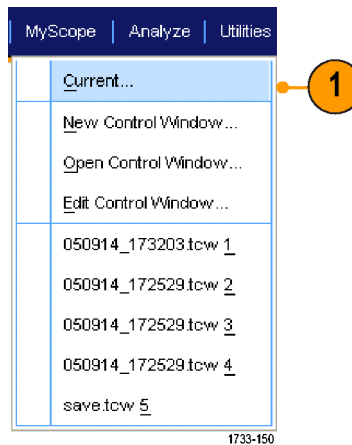 MyScope | Analyze | Utilities
Current...
1
New Control Window...
Open Control Window...
Edit Control Window...
050914_173203.tcw 1
050914_172529.tcw 2
050914_172529.tcw 3
050914_172529.tcw 4
save.tcw 5
1733-150